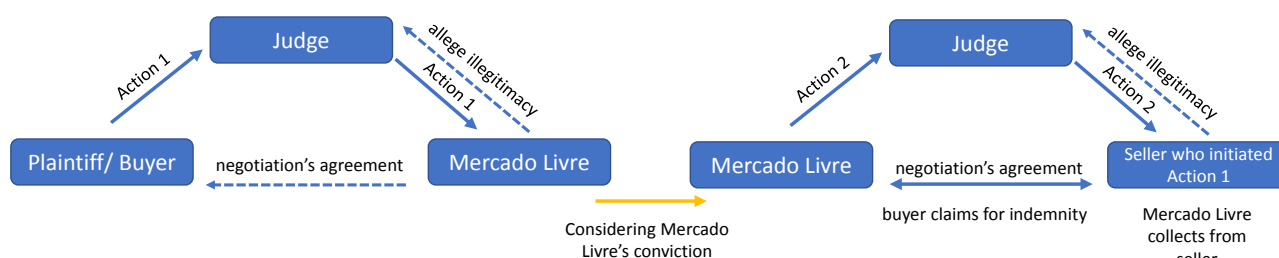 Judge
Action 1
Action 1
allege illegitimacy
Plaintiff/ Buyer
negotiation's agreement
Mercado Livre
Considering Mercado
Livre's conviction
Judge
Action 2
Action 2
allege illegitimacy
Mercado Livre
negotiation's agreement
buyer claims for indemnity
Seller who initiated
Action 1
Mercado Livre
collects from
seller